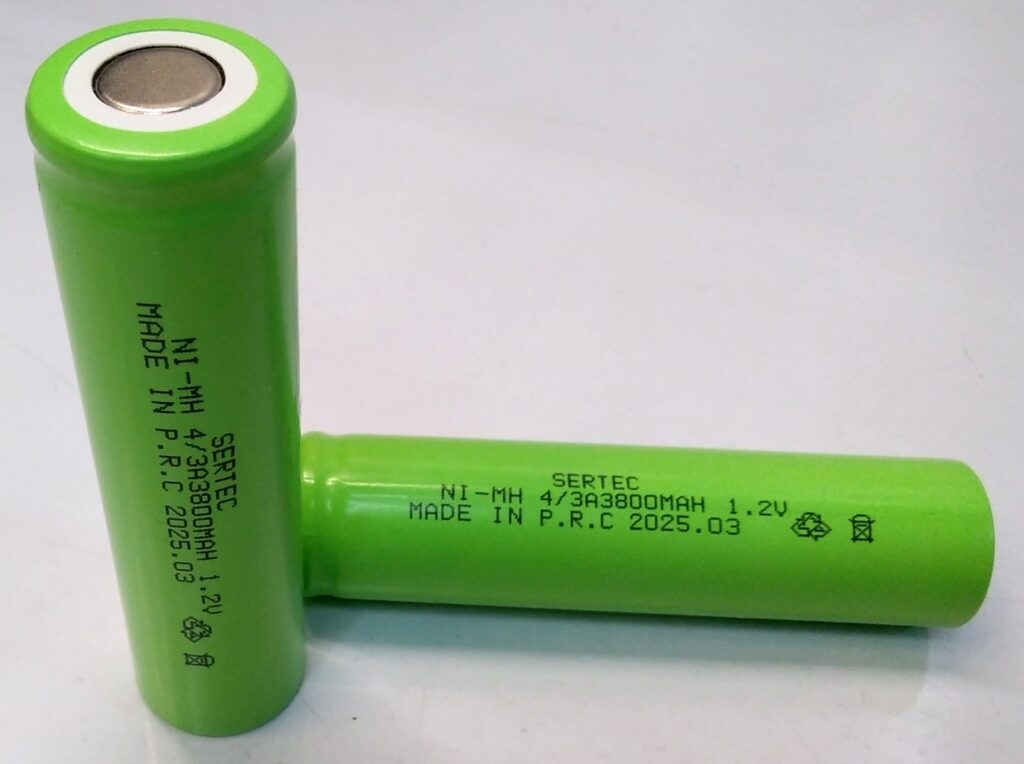 SERTEC
NI-MH 4/3A3800MAH 1.2V
MADE IN P.R.C 2025.03
SERTEC
NI-MH 4/3A3800MAH 1.2V
MADE IN P.R.C 2025.03